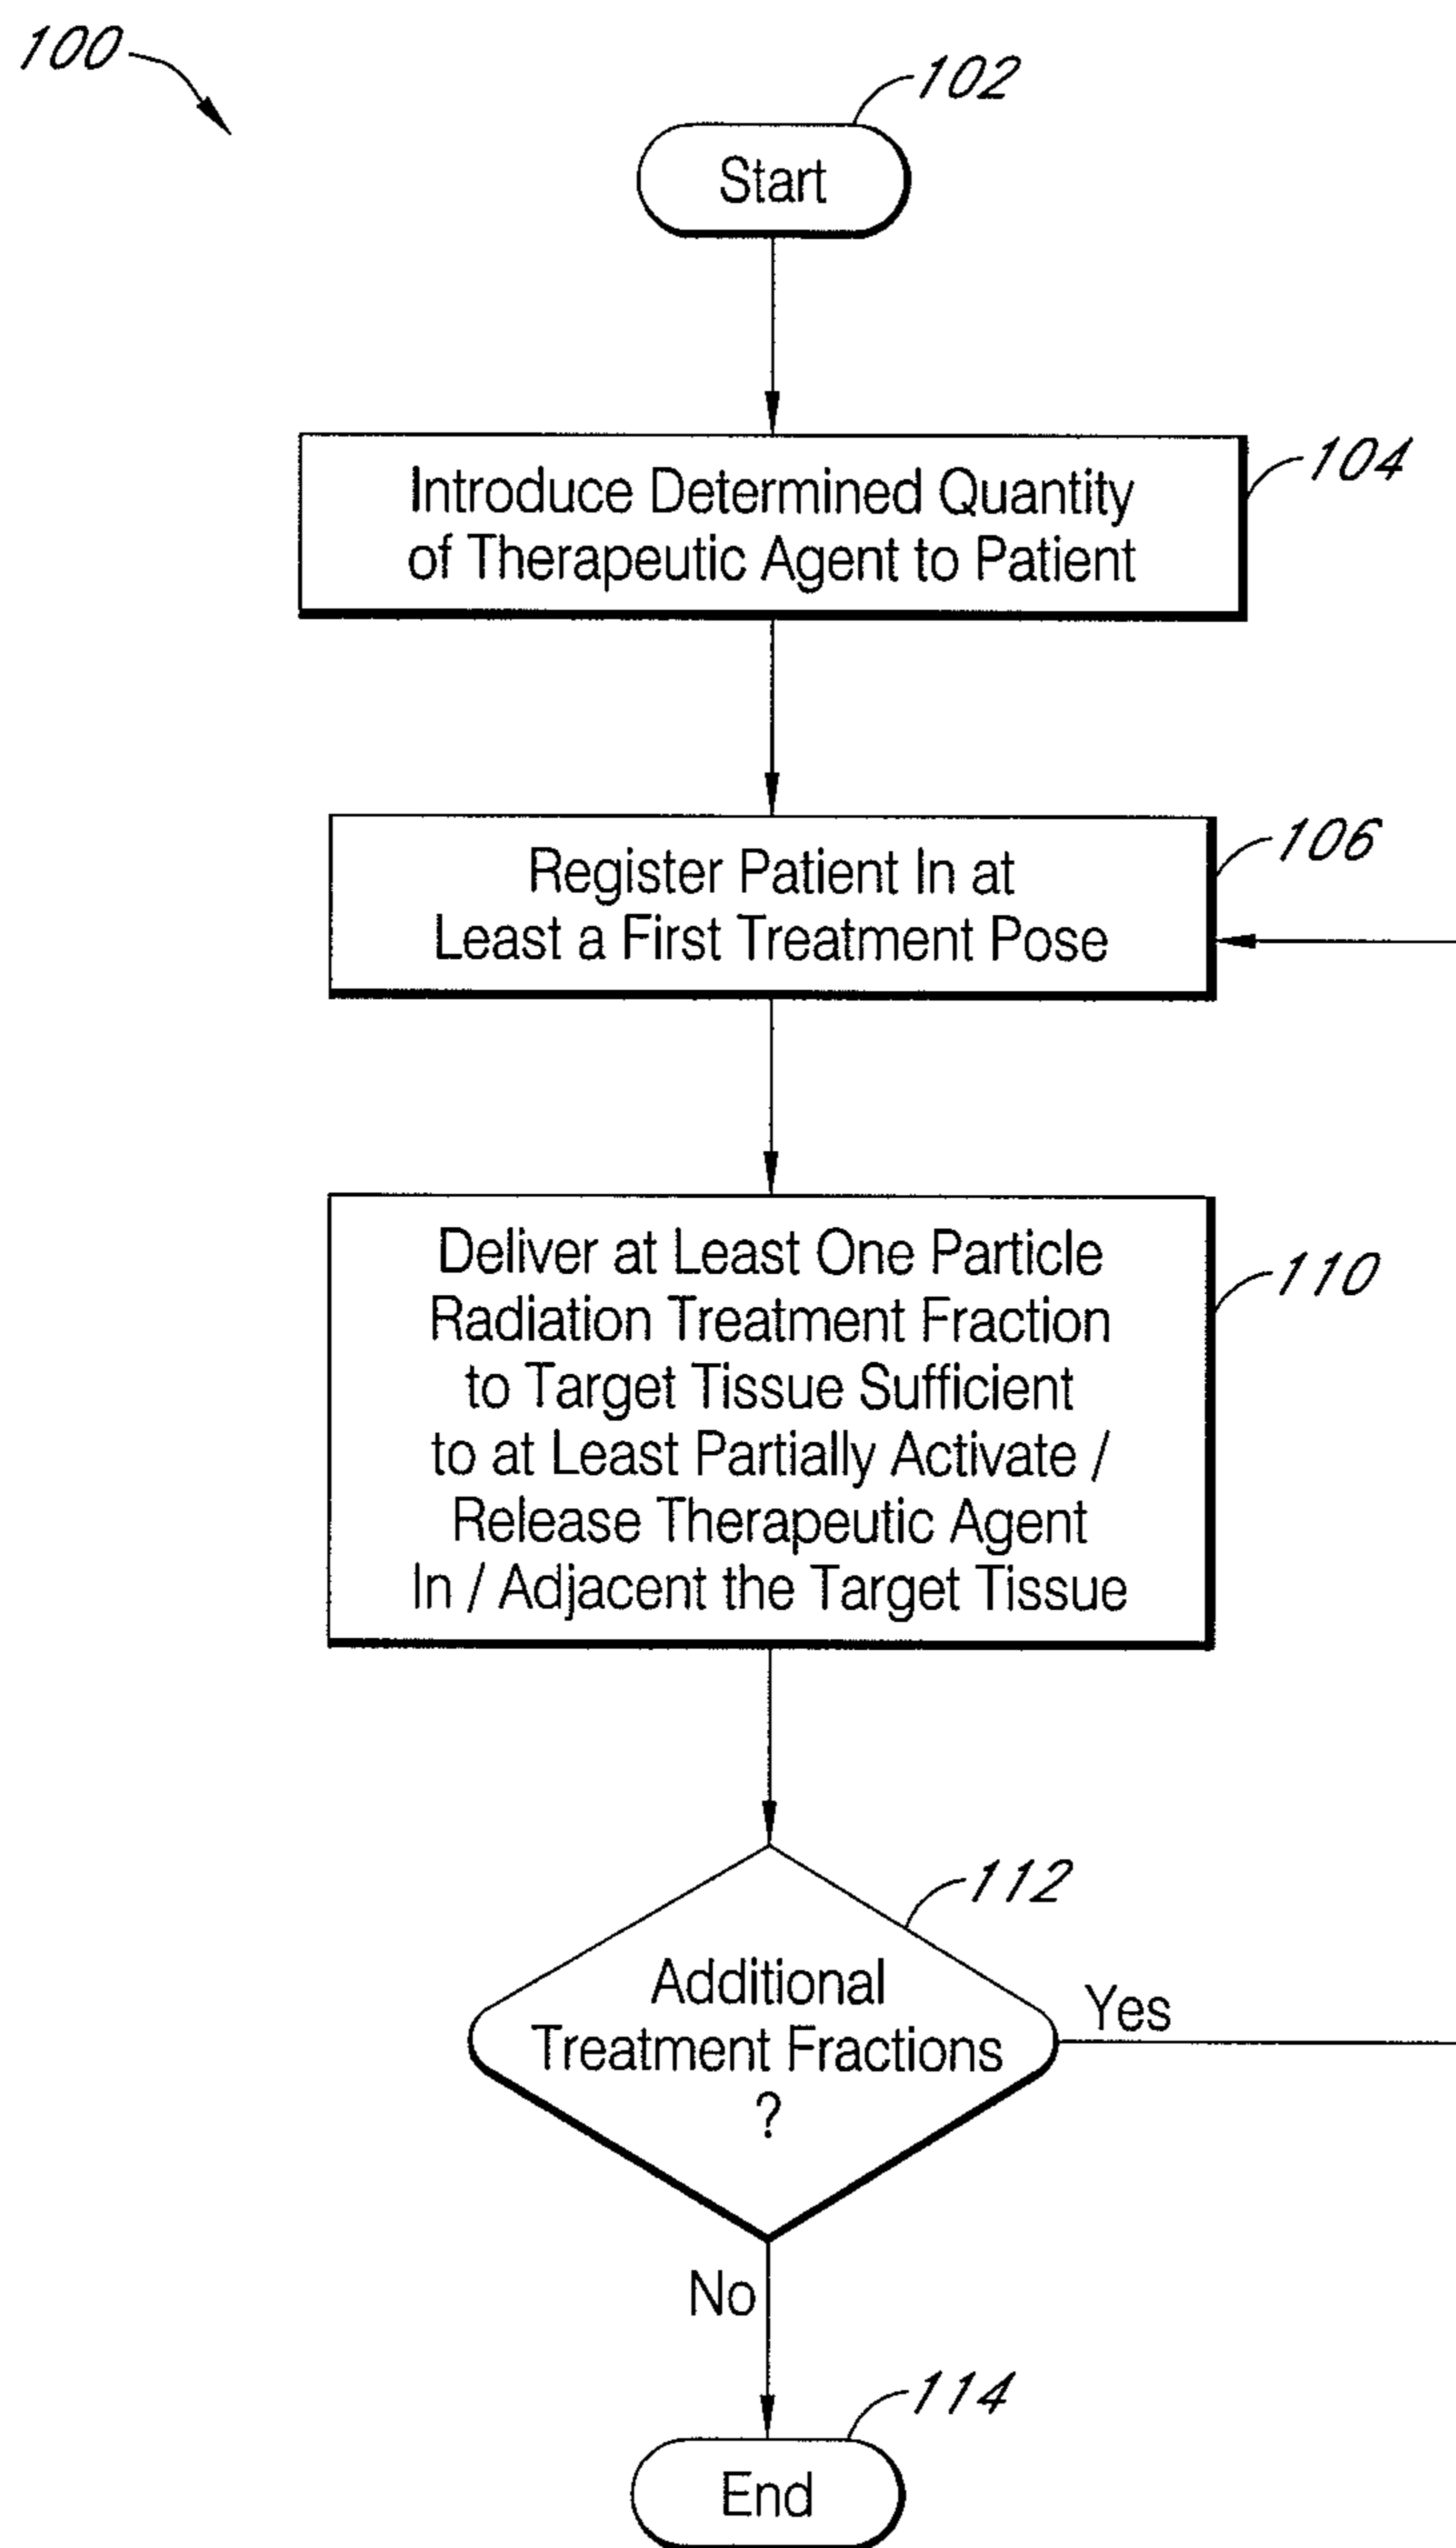 100
102
Start
104
Introduce Determined Quantity
of Therapeutic Agent to Patient
106
Register Patient In at
Least a First Treatment Pose
110
Deliver at Least One Particle
Radiation Treatment Fraction
to Target Tissue Sufficient
to at Least Partially Activate /
Release Therapeutic Agent
In / Adjacent the Target Tissue
112
Additional
Treatment Fractions
?
Yes
No
114
End